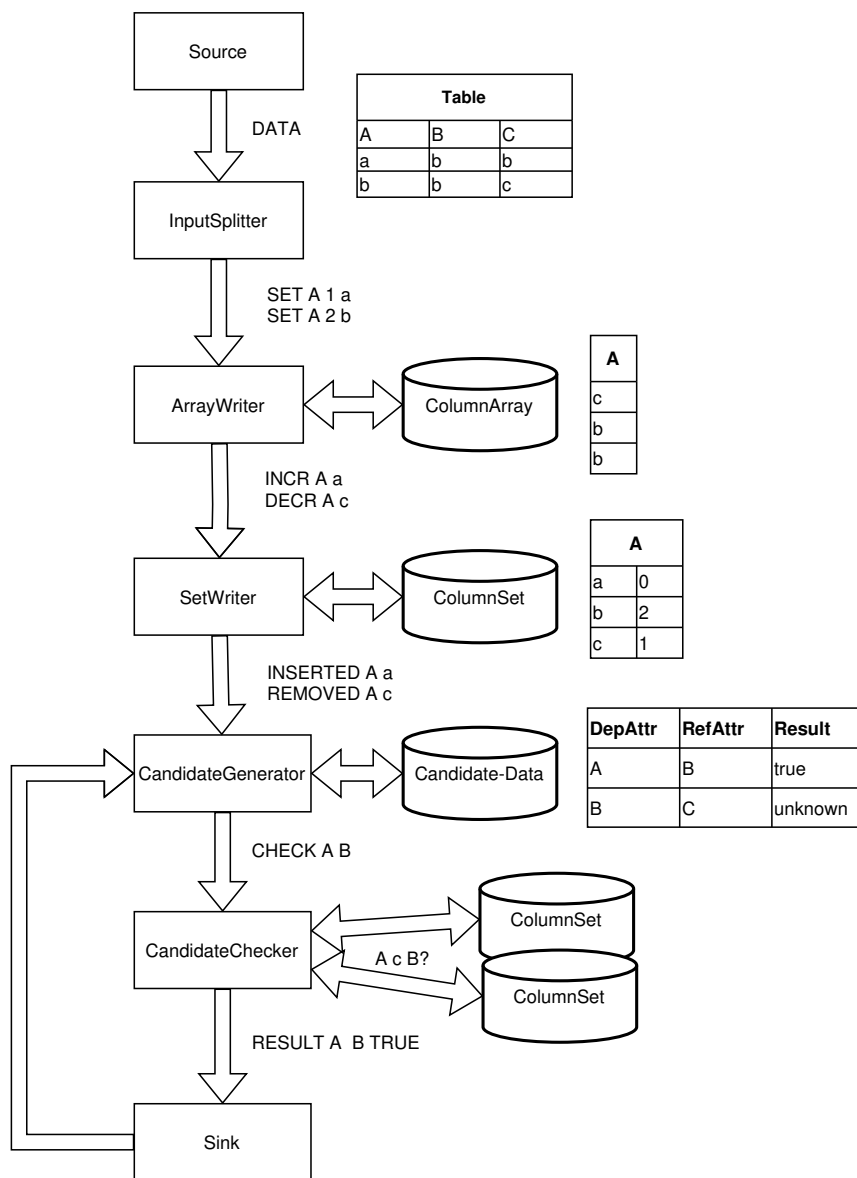 Source
DATA
Table
A B C
a b b
b b c
InputSplitter
SET A 1 a
SET A 2 b
ArrayWriter
ColumnArray
A
c
b
b
INCR A a
DECR A c
SetWriter
ColumnSet
A
a 0
b 2
c 1
INSERTED A a
REMOVED A c
CandidateGenerator
Candidate-Data
DepAttr RefAttr Result
A B true
B C unknown
CHECK A B
CandidateChecker
ColumnSet
A c B?
ColumnSet
RESULT A B TRUE
Sink